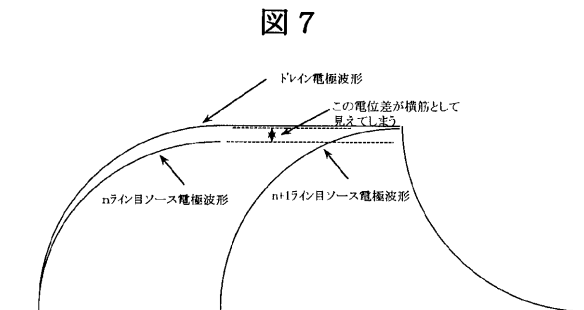 図７
ドレイン電極波形
この電位差が横筋として
見えてしまう
nライン目ソース電極波形
n+1ライン目ソース電極波形